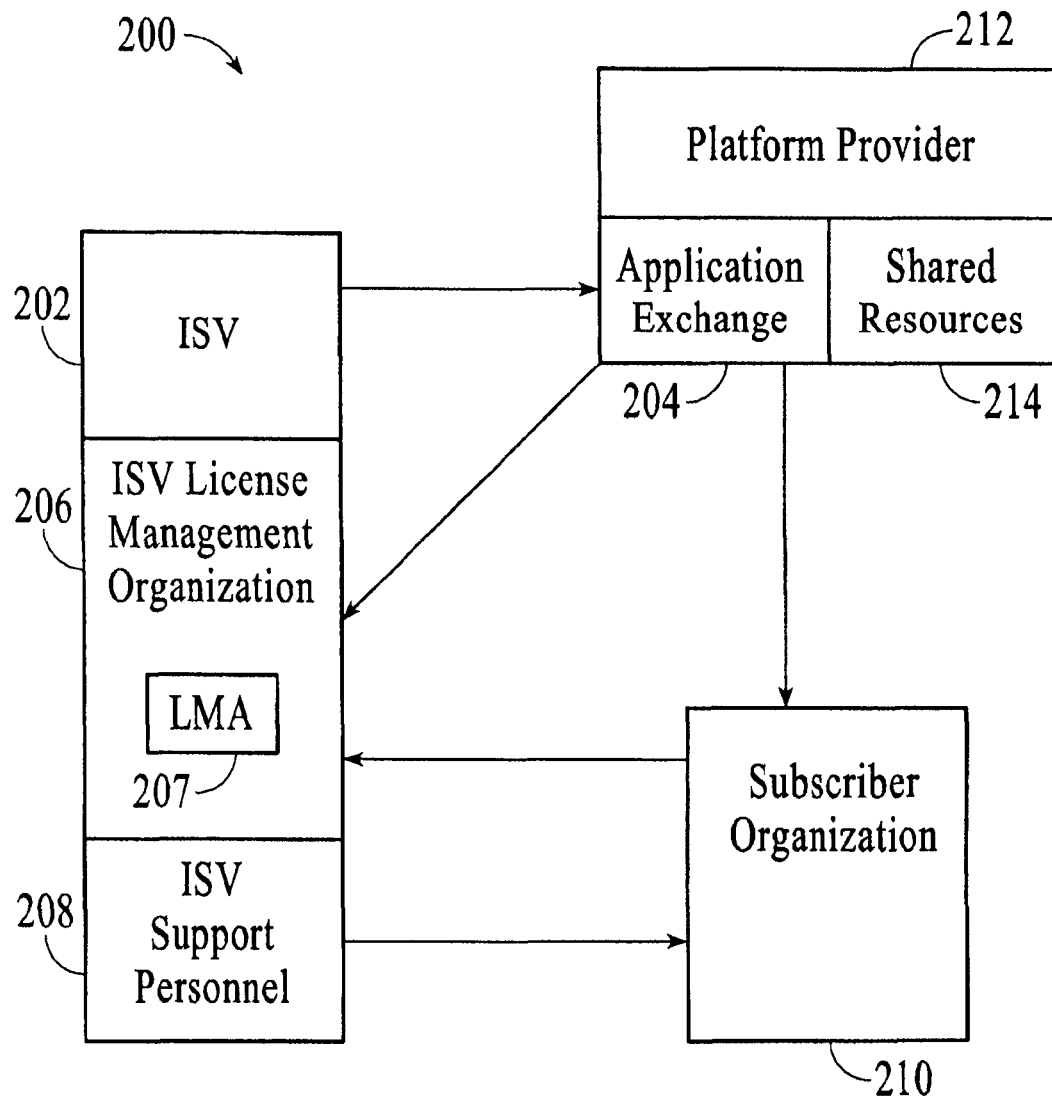 200
212
Platform Provider
Application
Exchange
Shared
Resources
204
214
202
ISV
206
ISV License
Management
Organization
LMA
207
208
ISV
Support
Personnel
Subscriber
Organization
210